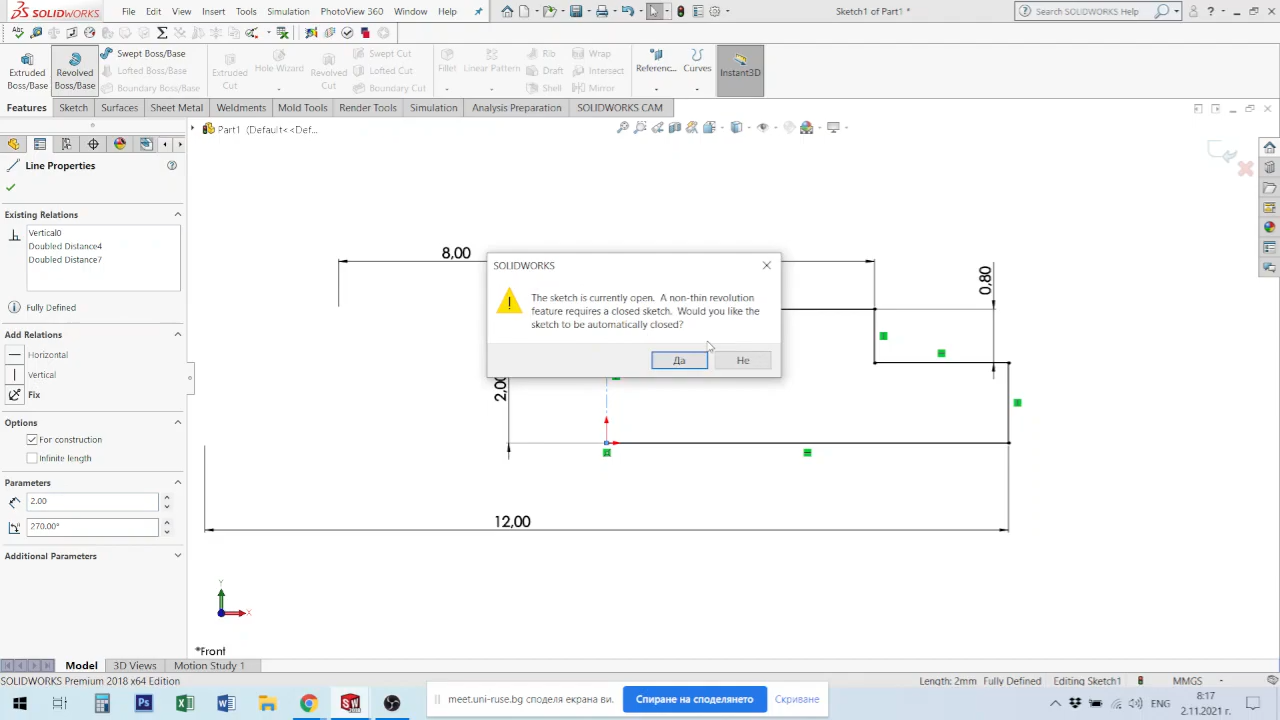 SOLIDWORKS
File Edit View Insert Tools Simulation PhotoView 360 Window Help
Sketch1 of Part1 *
Search SOLIDWORKS Help
Extruded Boss/Base
Revolved Boss/Base
Swept Boss/Base
Lofted Boss/Base
Boundary Boss/Base
Extruded Cut
Hole Wizard
Revolved Cut
Swept Cut
Lofted Cut
Boundary Cut
Fillet
Linear Pattern
Rib
Draft
Shell
Wrap
Intersect
Mirror
Referenc...
Curves
Instant3D
Features Sketch Surfaces Sheet Metal Weldments Mold Tools Render Tools Simulation Analysis Preparation SOLIDWORKS CAM
Part1 (Default< <Def...
Line Properties
Existing Relations
Vertical0
Doubled Distance4
Doubled Distance7
Fully Defined
Add Relations
Horizontal
Vertical
Fix
Options
For construction
Infinite length
Parameters
2.00
270.00°
Additional Parameters
8,00
0,80
2,00
12,00
SOLIDWORKS
The sketch is currently open. A non-thin revolution
feature requires a closed sketch. Would you like the
sketch to be automatically closed?
Да
Не
Y
X
*Front
Model 3D Views Motion Study 1
SOLIDWORKS Premium 2018 x64 Edition
Length: 2mm Fully Defined Editing Sketch1 MMGS
meet.uni-ruse.bg споделя екрана ви.
Спиране на споделянето
Скриване
ENG
8:17
2.11.2021 г.